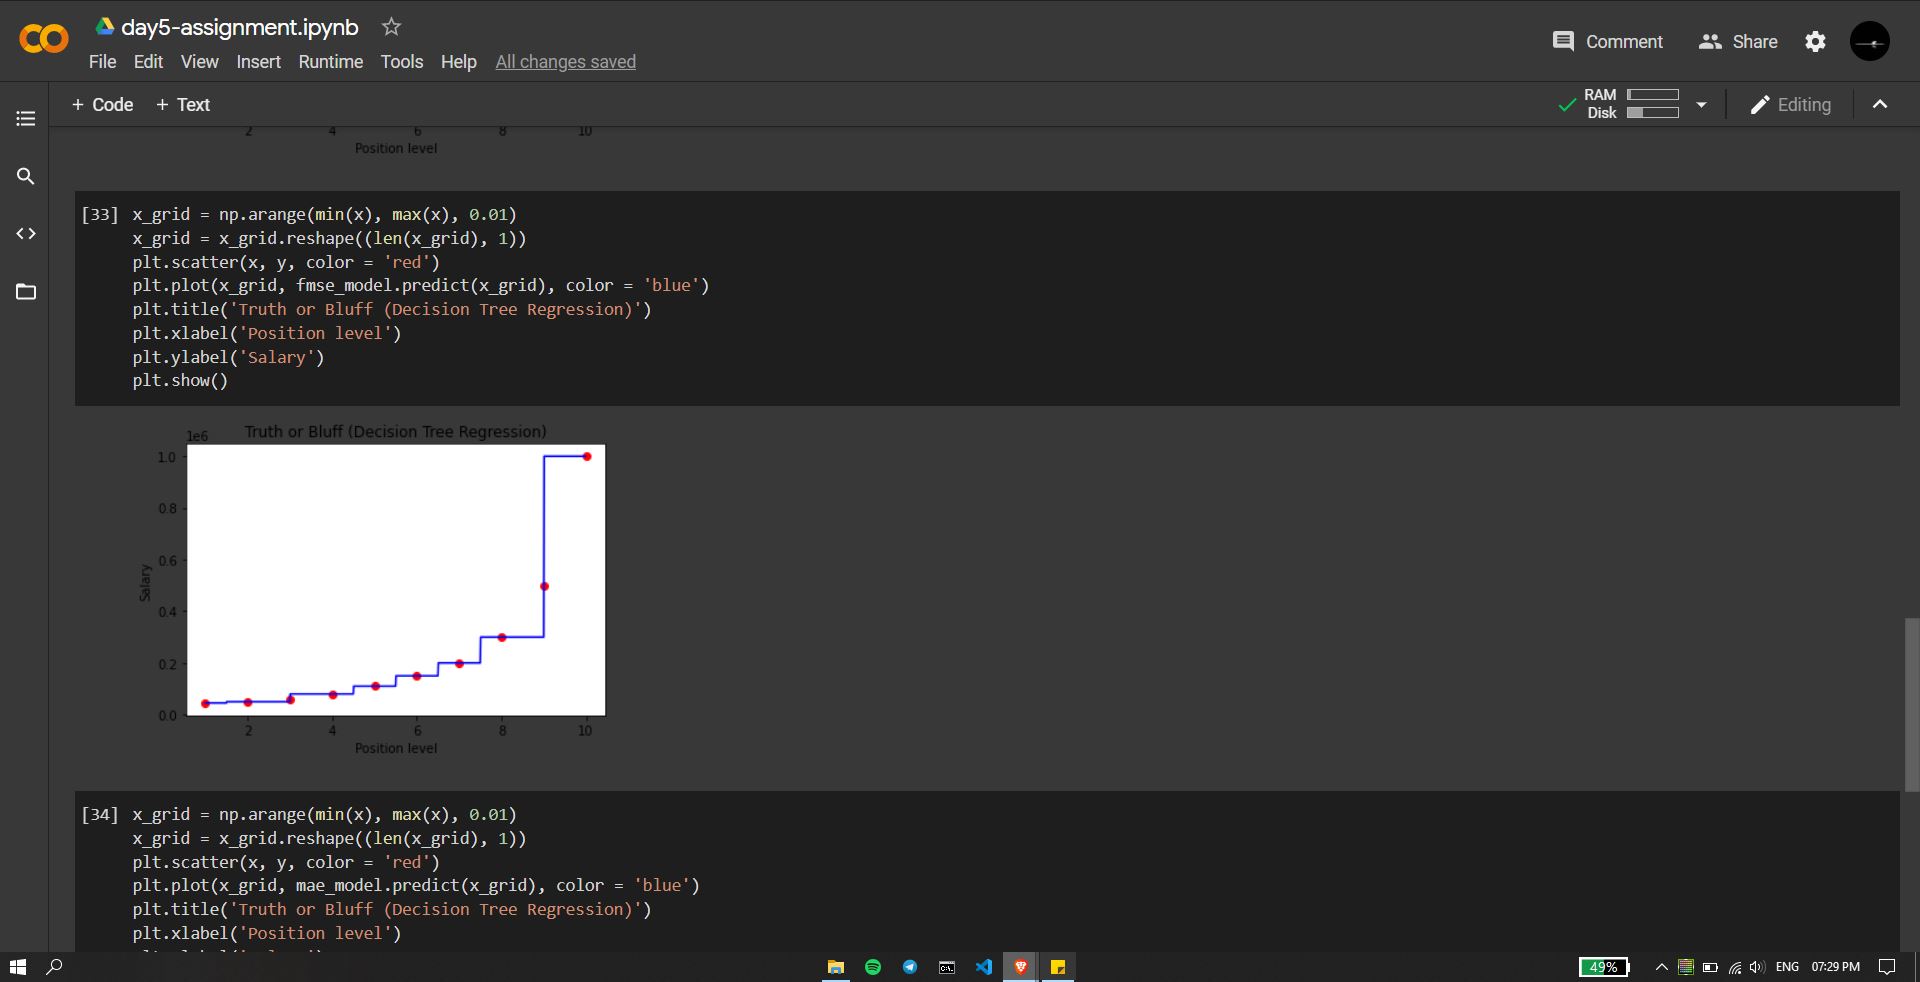 day5-assignment.ipynb
File Edit View Insert Runtime Tools Help All changes saved
Comment Share
+ Code + Text
RAM
Disk
Editing
2 4 6 8 10
Position level
[33] x_grid = np.arange(min(x), max(x), 0.01)
x_grid = x_grid.reshape((len(x_grid), 1))
plt.scatter(x, y, color = 'red')
plt.plot(x_grid, fmse_model.predict(x_grid), color = 'blue')
plt.title('Truth or Bluff (Decision Tree Regression)')
plt.xlabel('Position level')
plt.ylabel('Salary')
plt.show()
1e6 Truth or Bluff (Decision Tree Regression)
1.0
0.8
0.6
Salary
0.4
0.2
0.0
2 4 6 8 10
Position level
[34] x_grid = np.arange(min(x), max(x), 0.01)
x_grid = x_grid.reshape((len(x_grid), 1))
plt.scatter(x, y, color = 'red')
plt.plot(x_grid, mae_model.predict(x_grid), color = 'blue')
plt.title('Truth or Bluff (Decision Tree Regression)')
plt.xlabel('Position level')
49% ENG 07:29 PM